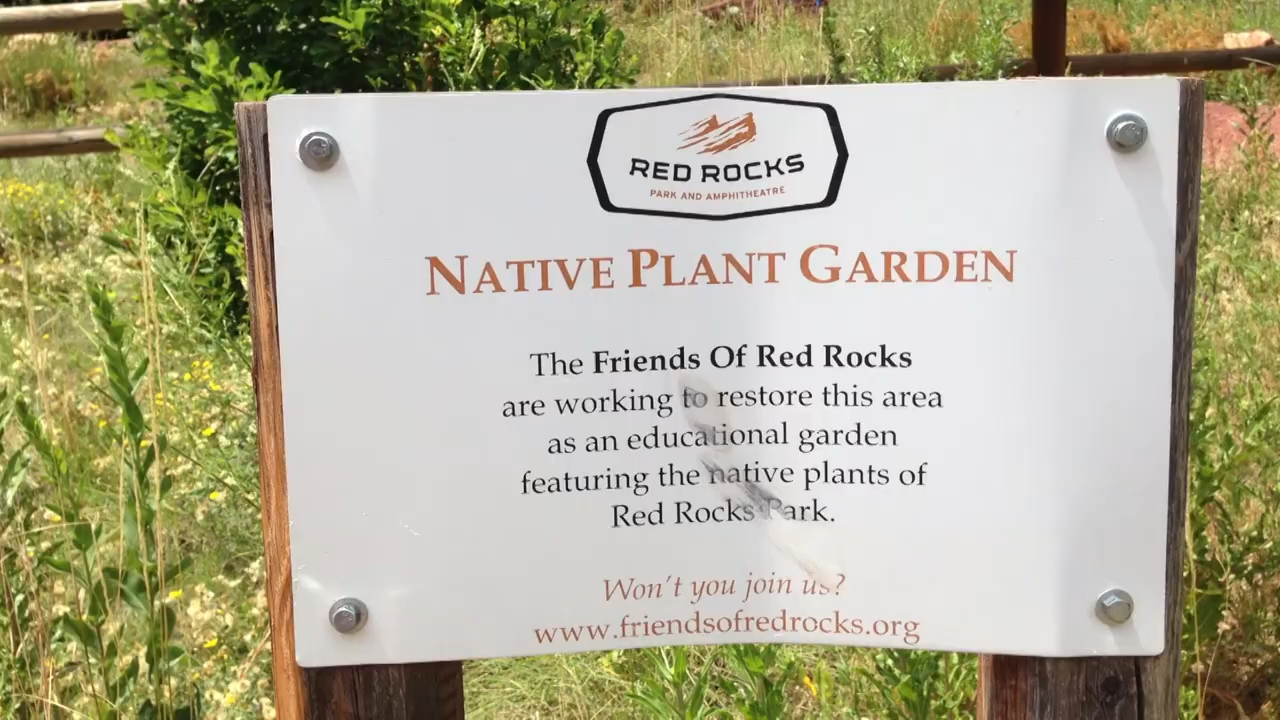 RED ROCKS
PARK AND AMPHITHEATRE
NATIVE PLANT GARDEN
The Friends Of Red Rocks
are working to restore this area
as an educational garden
featuring the native plants of
Red Rocks Park.
Won't you join us?
www.friendsofredrocks.org